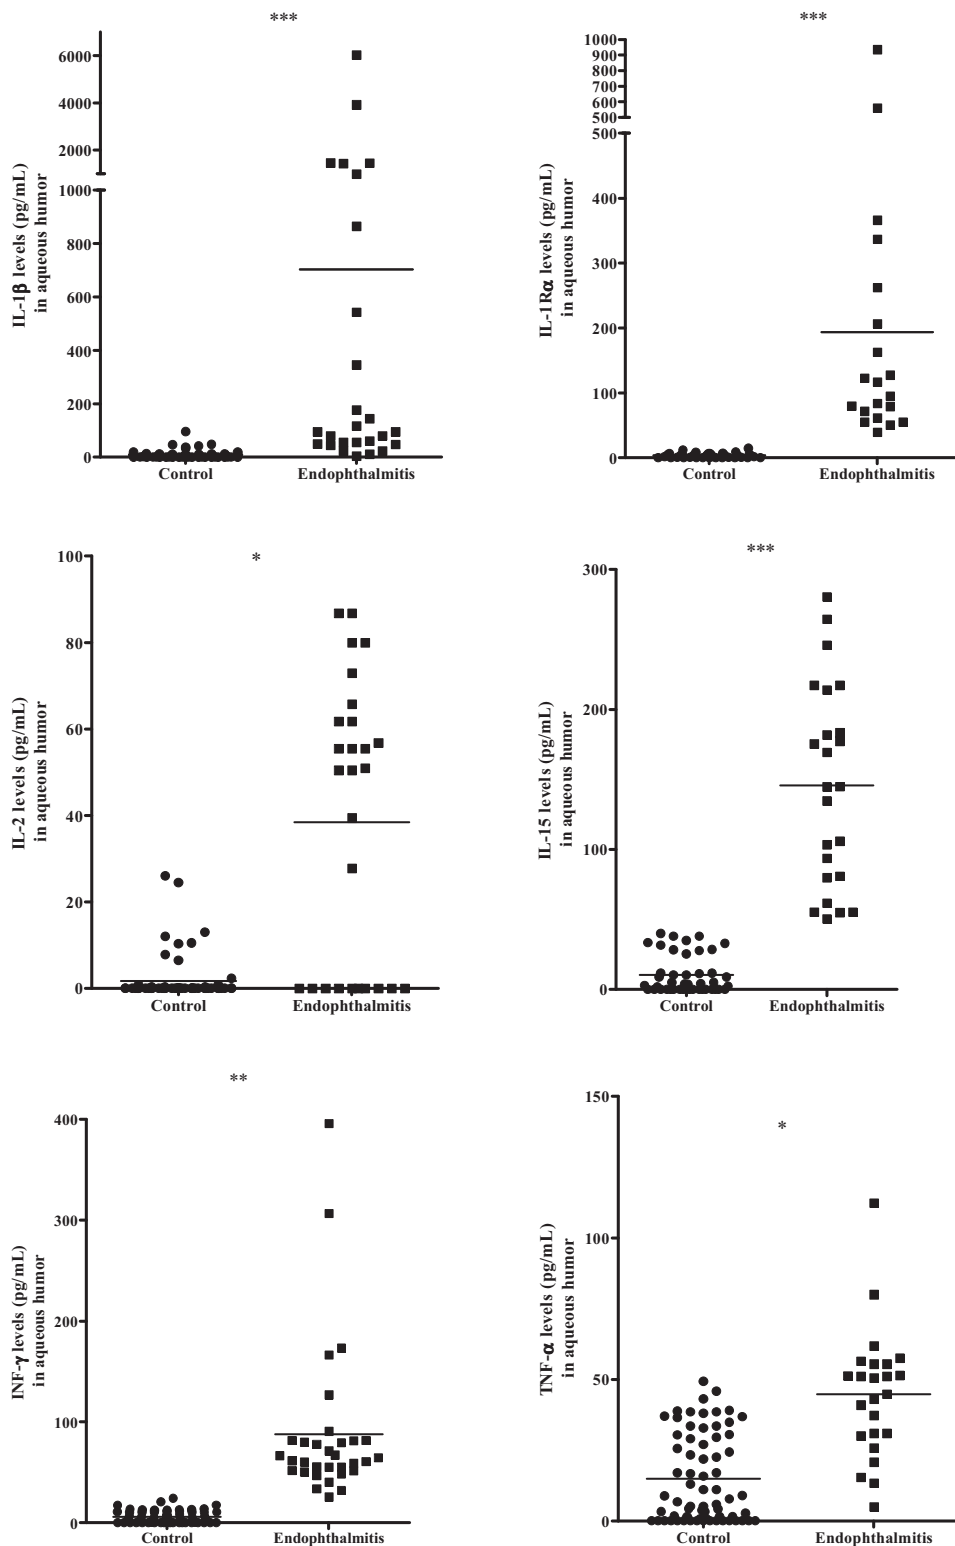 ***
6000
4000
2000
1000
800
600
400
200
0
IL-1β levels (pg/mL)
in aqueous humor
Control
Endophthalmitis
***
1000
900
800
700
600
500
500
400
300
200
100
0
IL-1Rα levels (pg/mL)
in aqueous humor
Control
Endophthalmitis
*
100
80
60
40
20
0
IL-2 levels (pg/mL)
in aqueous humor
Control
Endophthalmitis
***
300
200
100
0
IL-15 levels (pg/mL)
in aqueous humor
Control
Endophthalmitis
**
400
300
200
100
0
INF-γ levels (pg/mL)
in aqueous humor
Control
Endophthalmitis
*
150
100
50
0
TNF-α levels (pg/mL)
in aqueous humor
Control
Endophthalmitis